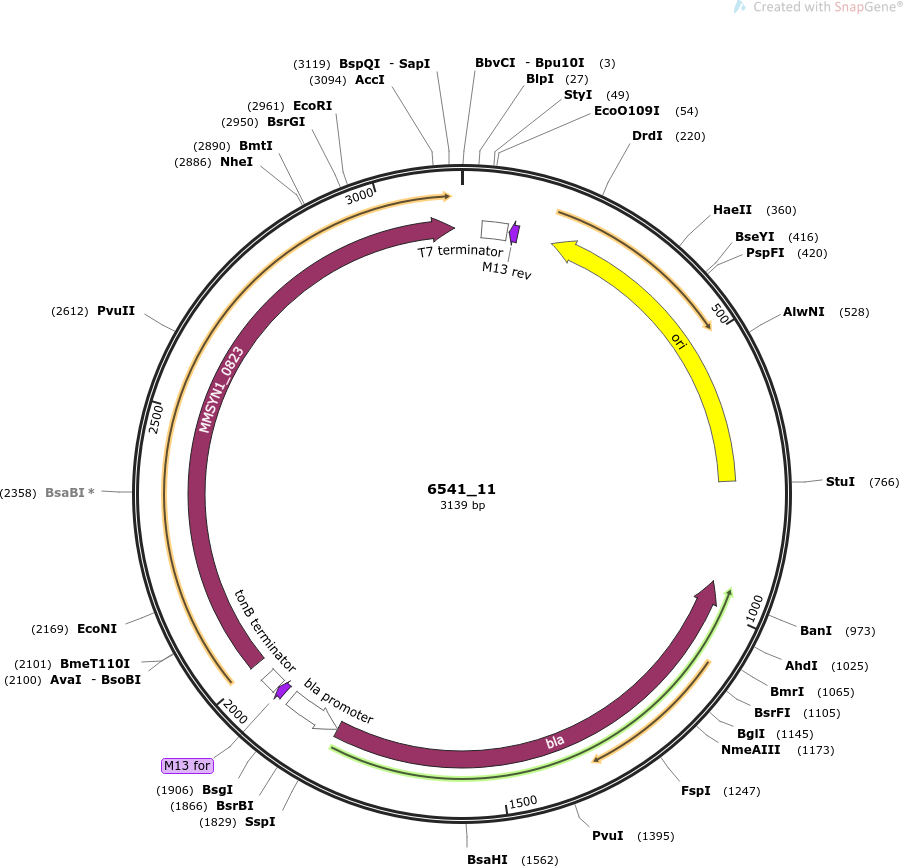 Created with SnapGene®
(3119) BspQI - SapI
(3094) AccI
(2961) EcoRI
(2950) BsrGI
(2890) BmtI
(2886) NheI
(2612) PvuII
(2358) BsaBI *
(2169) EcoNI
(2101) BmeT110I
(2100) AvaI - BsoBI
(1906) BsgI
(1866) BsrBI
(1829) SspI
BbvCI - Bpu10I (3)
BlpI (27)
StyI (49)
EcoO109I (54)
DrdI (220)
HaeII (360)
BseYI (416)
PspFI (420)
AlwNI (528)
StuI (766)
BanI (973)
AhdI (1025)
BmrI (1065)
BsrFI (1105)
BglI (1145)
NmeAIII (1173)
FspI (1247)
PvuI (1395)
BsaHI (1562)
500
1000
1500
2000
2500
3000
T7 terminator
M13 rev
ori
bla
bla promoter
M13 for
tonB terminator
MMSYN1_0823
6541_11
3139 bp